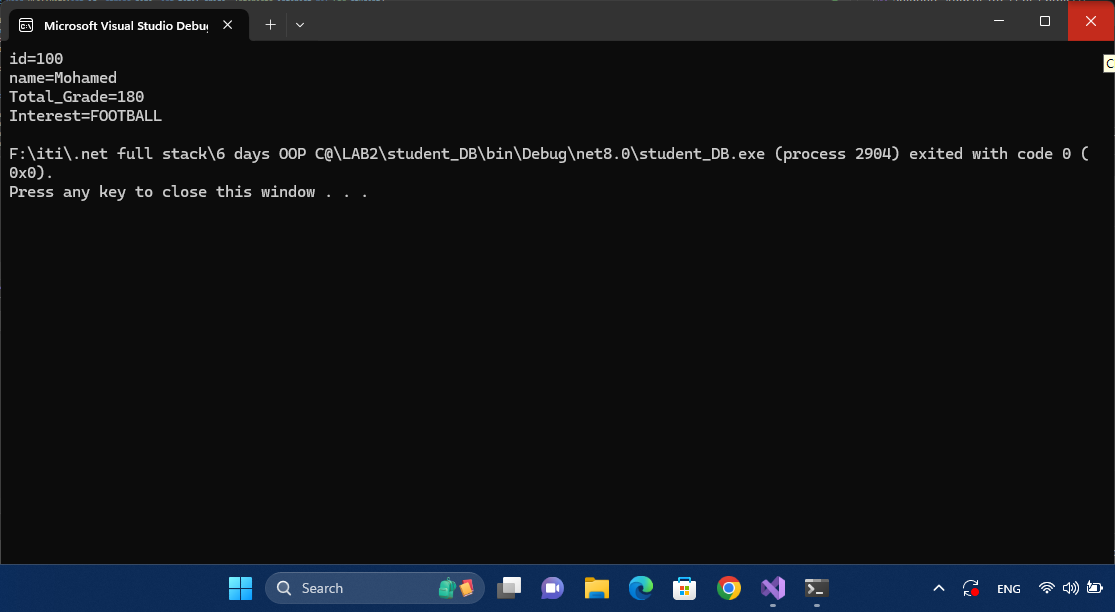 Microsoft Visual Studio Debug
id=100
name=Mohamed
Total_Grade=180
Interest=FOOTBALL
F:\iti\.net full stack\6 days OOP C@\LAB2\student_DB\bin\Debug\net8.0\student_DB.exe (process 2904) exited with code 0 (
0x0).
Press any key to close this window . . .
Search
ENG